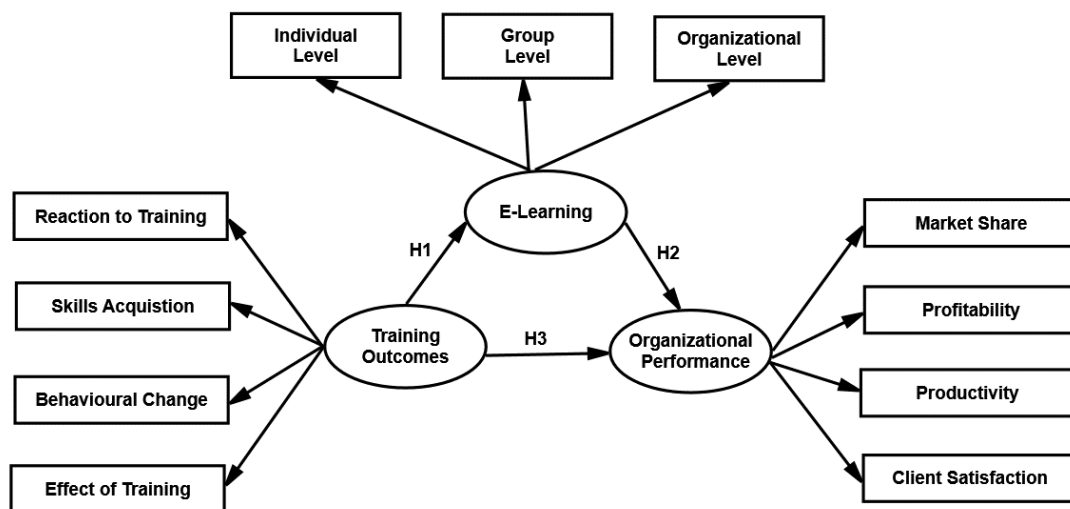 Individual
Level
Group
Level
Organizational
Level
Reaction to Training
E-Learning
Market Share
H1
H2
Skills Acquistion
Profitability
Training
Outcomes
H3
Organizational
Performance
Behavioural Change
Productivity
Effect of Training
Client Satisfaction